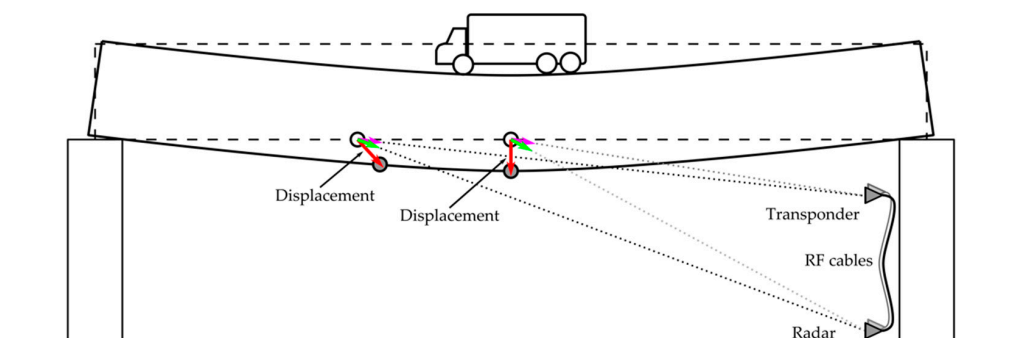 Displacement
Displacement
Transponder
RF cables
Radar